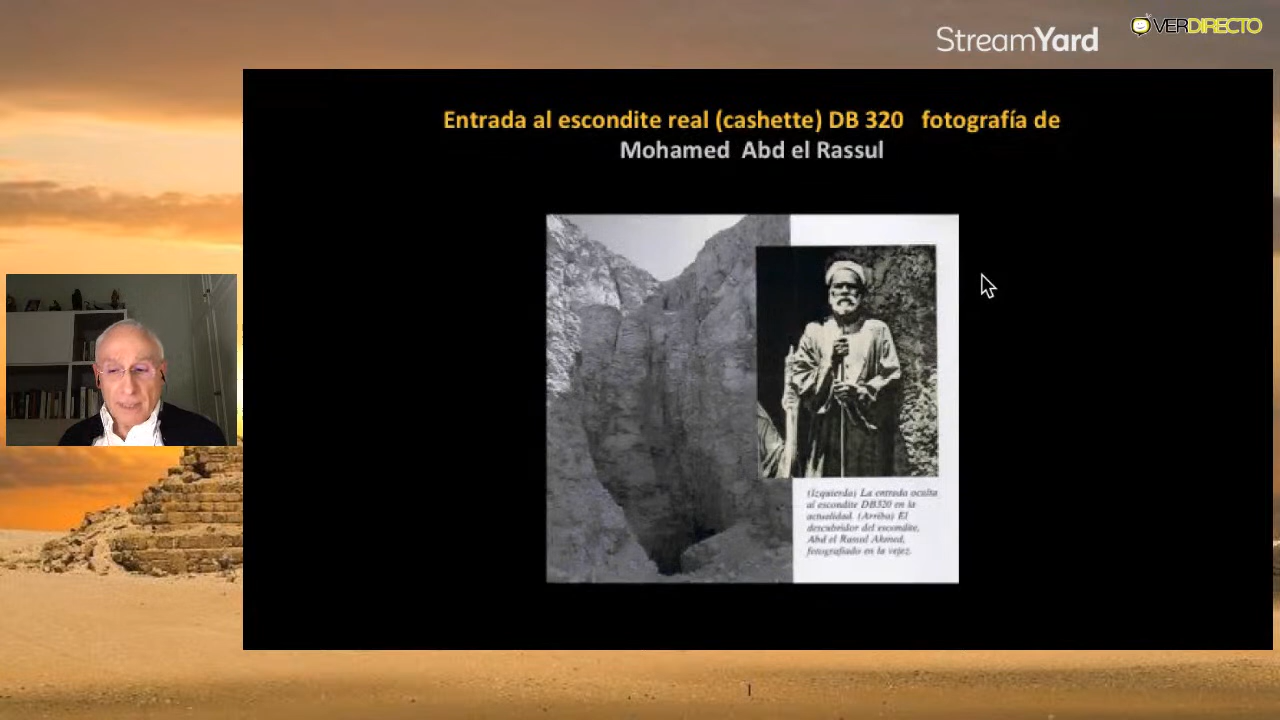 StreamYard
OVERDIRECTO
Entrada al escondite real (cashette) DB 320 fotografía de
Mohamed Abd el Rassul
(Izquierda) La entrada oculta
al escondite DB320 en la
actualidad. (Arriba) El
descubridor del escondite,
Abd el Rassul Ahmed,
fotografiado en la vejez.